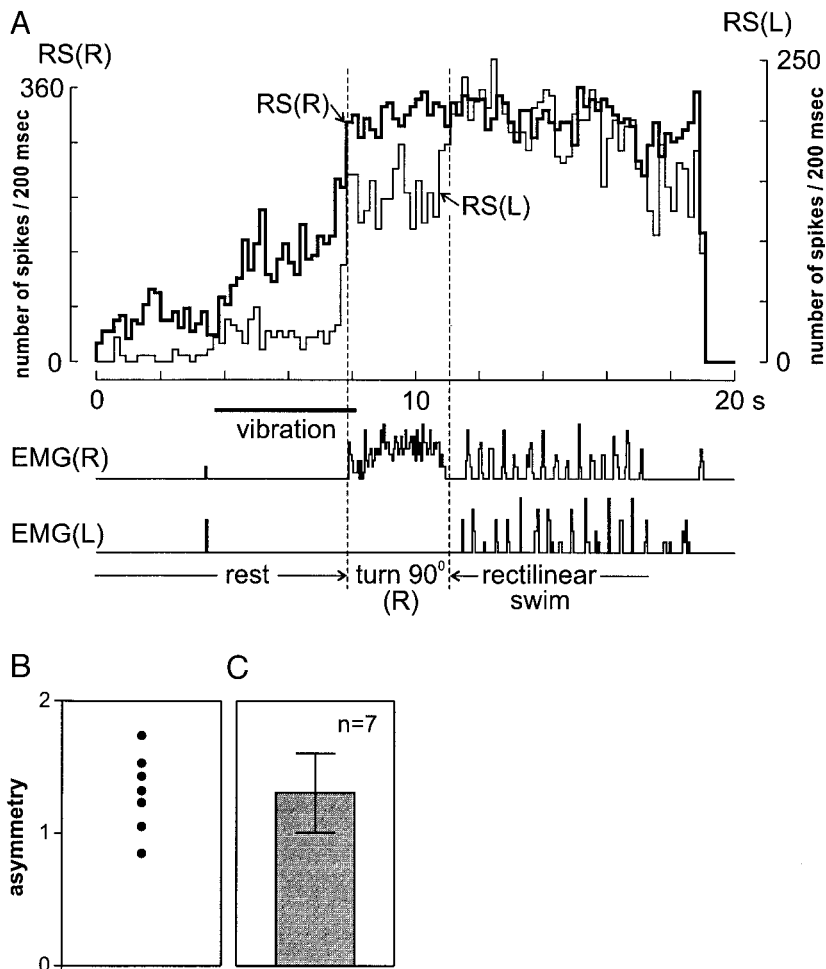 A
RS(R)
RS(L)
360
250
RS(R)
RS(L)
number of spikes / 200 msec
number of spikes / 200 msec
0
0
0
10
20 s
vibration
EMG(R)
EMG(L)
rest
turn 90⁰
rectilinear
(R)
swim
B
C
2
n=7
1
asymmetry
0